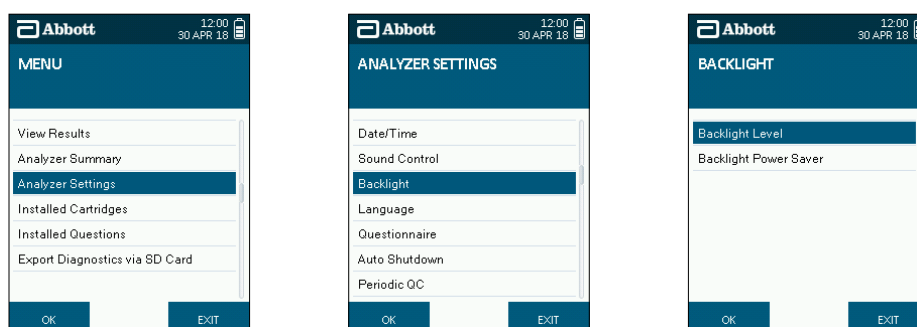 Abbott
12:00
30 APR 18
MENU
View Results
Analyzer Summary
Analyzer Settings
Installed Cartridges
Installed Questions
Export Diagnostics via SD Card
OK EXIT
Abbott
12:00
30 APR 18
ANALYZER SETTINGS
Date/Time
Sound Control
Backlight
Language
Questionnaire
Auto Shutdown
Periodic QC
OK EXIT
Abbott
12:00
30 APR 18
BACKLIGHT
Backlight Level
Backlight Power Saver
OK EXIT